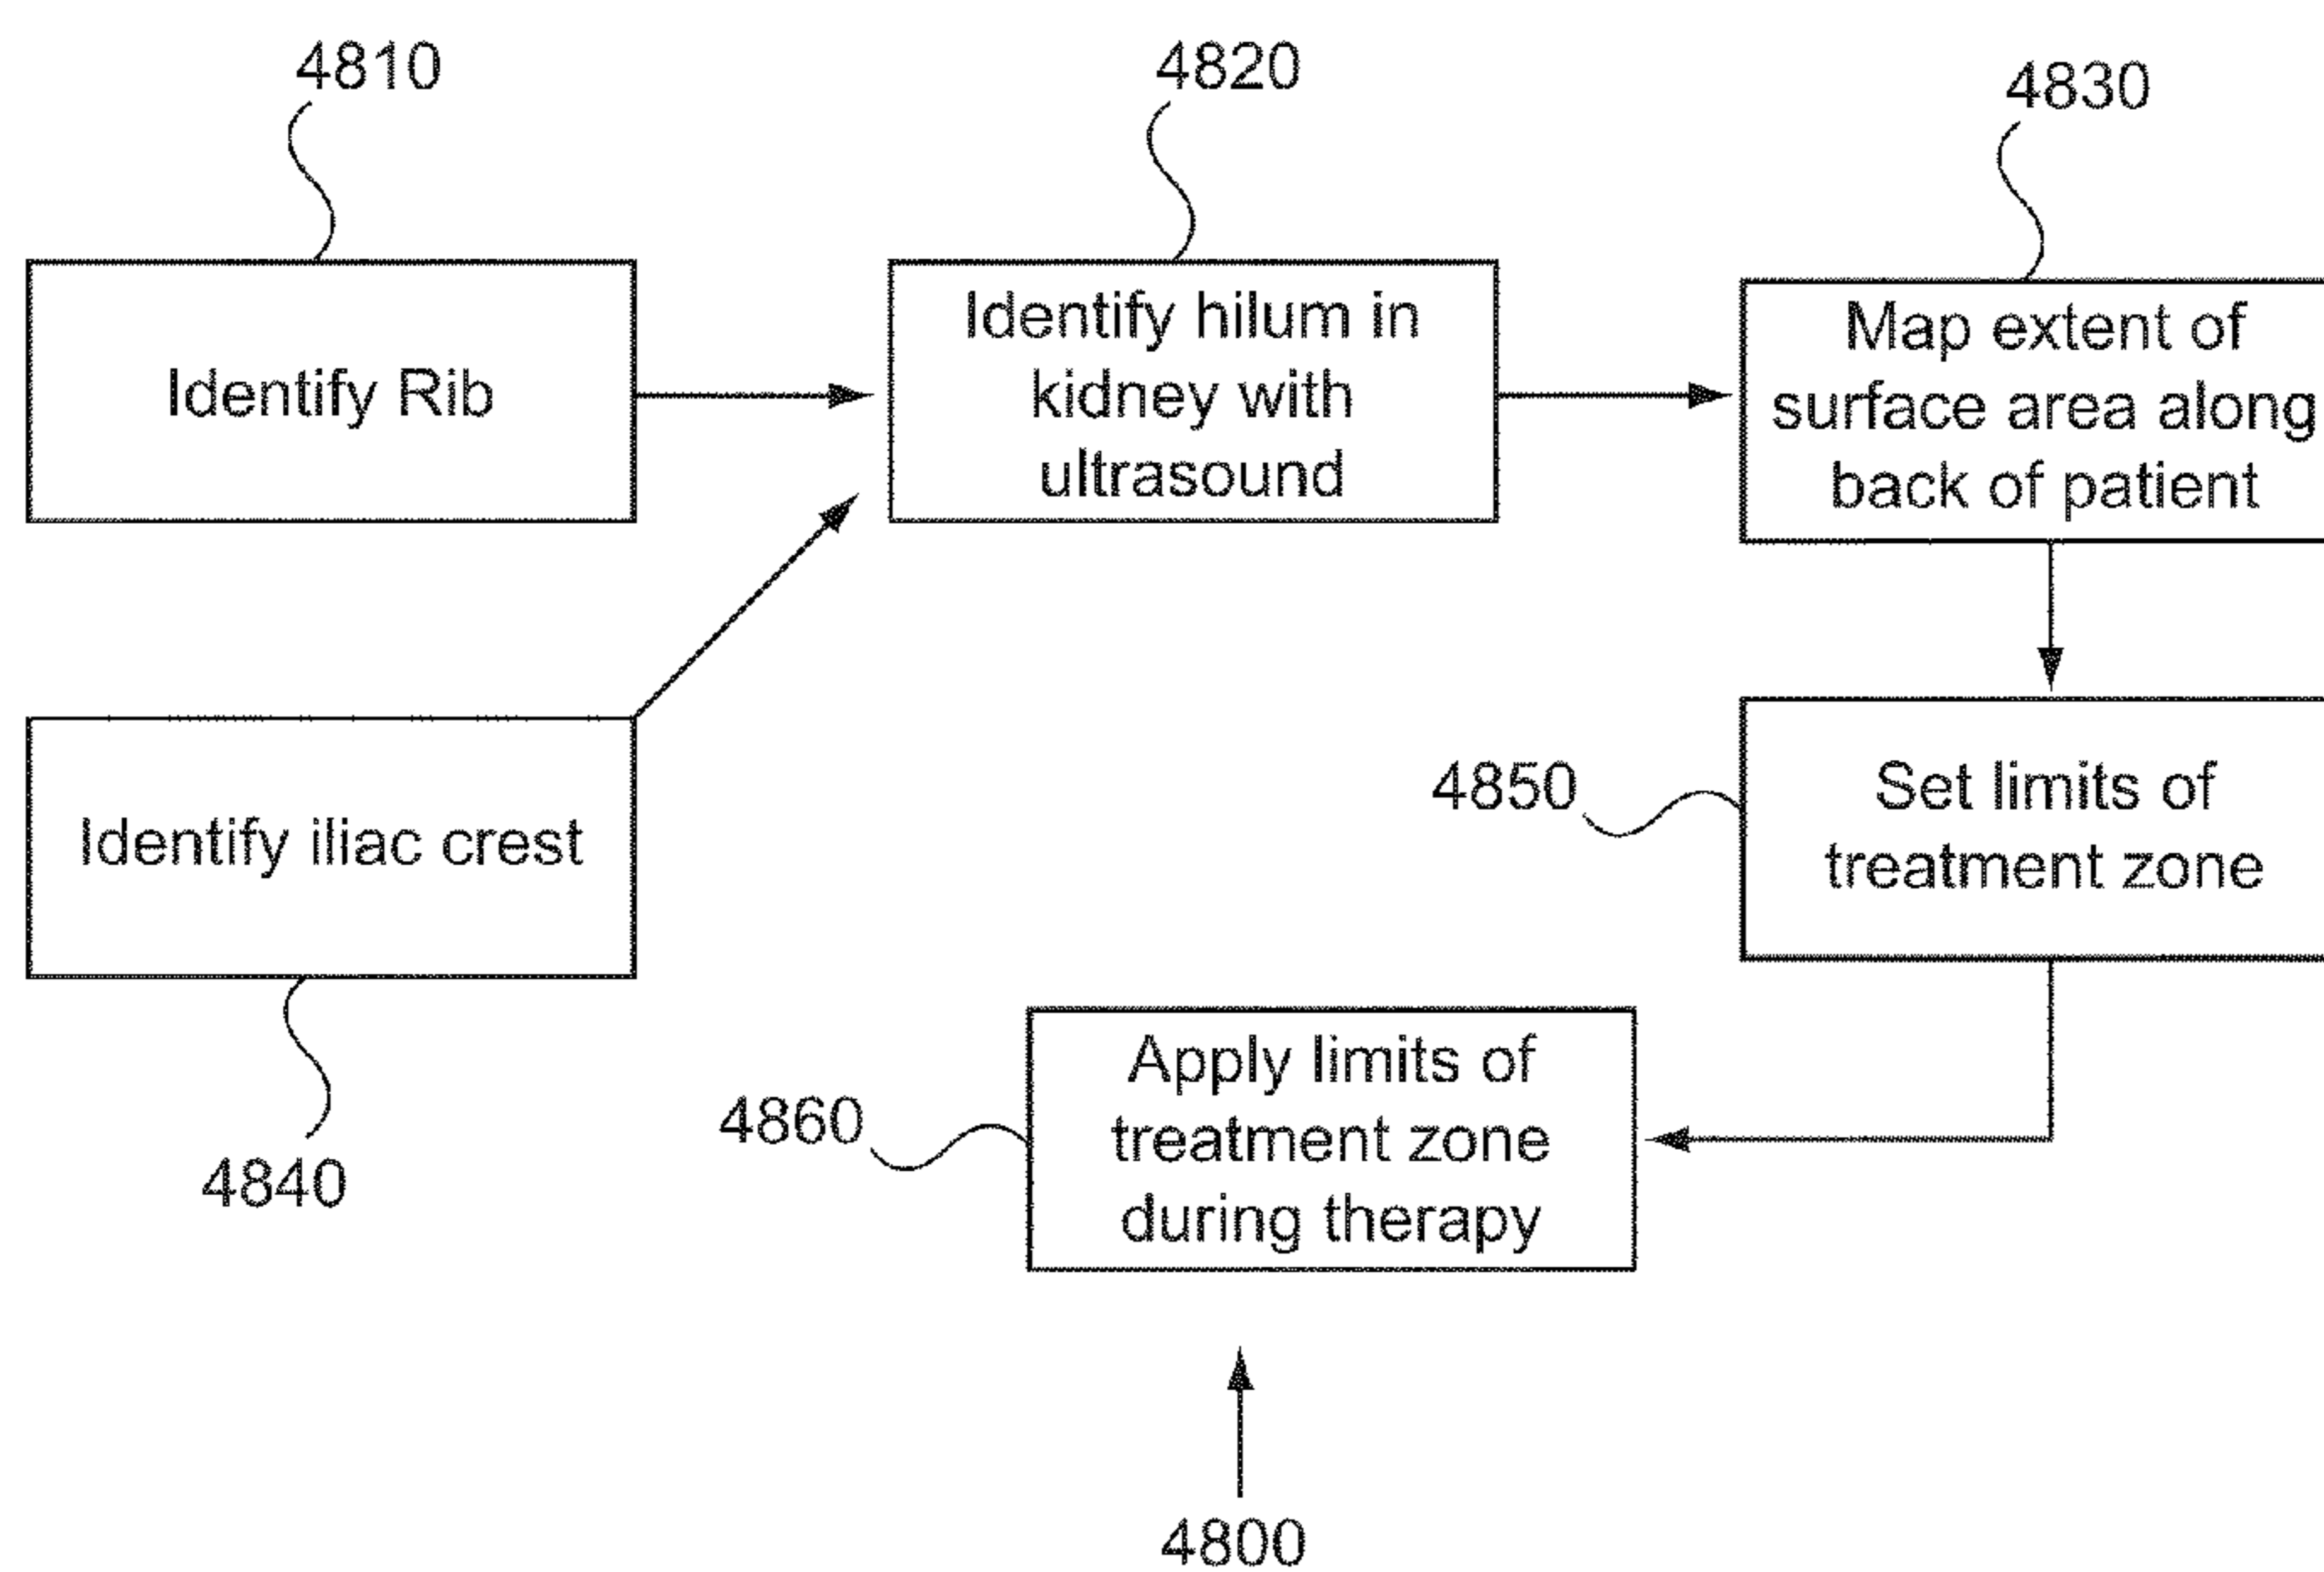 4810
4820
4830
Identify Rib
Identify hilum in
kidney with
ultrasound
Map extent of
surface area along
back of patient
Identify iliac crest
4840
4850
Set limits of
treatment zone
4860
Apply limits of
treatment zone
during therapy
4800